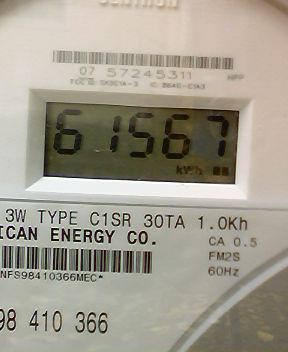 07 57245311 HPP
61567
kWh
3W TYPE C1SR 30TA 1.0Kh
ICAN ENERGY CO.
CA 0.5
FM2S
60Hz
NFS98410366MEC*
98 410 366